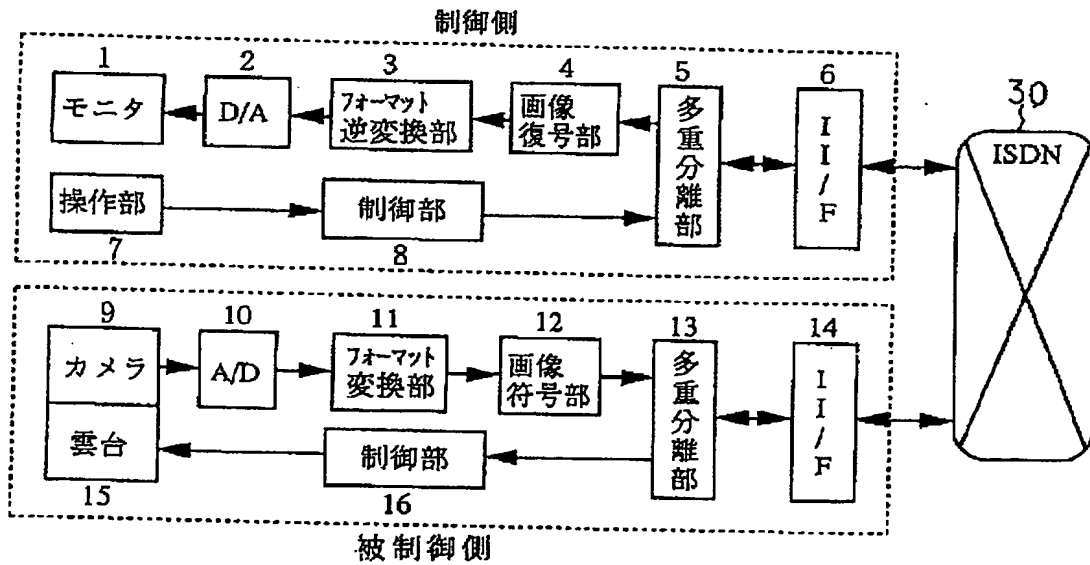 制御側
1
2
3
4
5
6
モニタ
D/A
フォーマット
逆変換部
画像
復号部
多重分離部
II/F
30
ISDN
操作部
制御部
7
8
9
10
11
12
13
14
カメラ
A/D
フォーマット
変換部
画像
符号部
多重分離部
II/F
雲台
制御部
15
16
被制御側